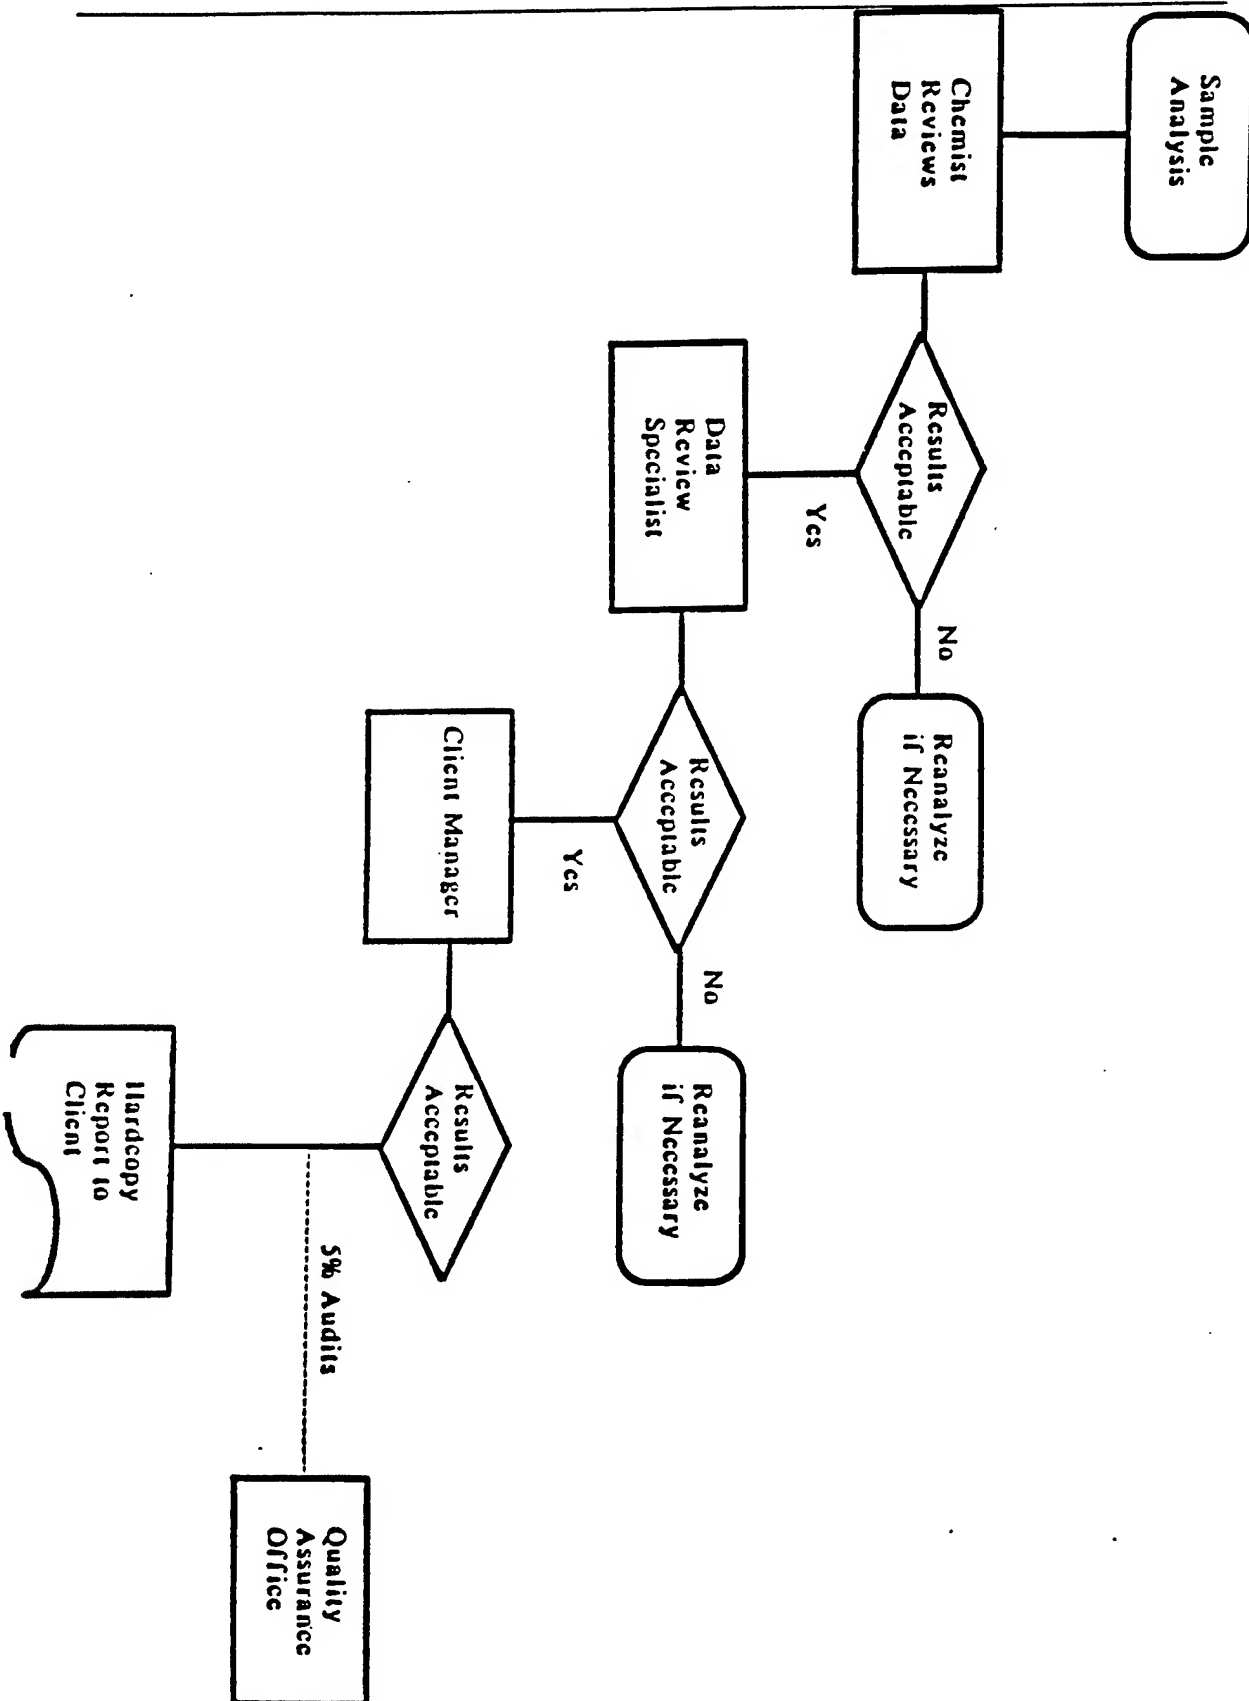 Sample
Analysis
Chemist
Reviews
Data
Results
Acceptable
No
Reanalyze
if Necessary
Yes
Data
Review
Specialist
Results
Acceptable
No
Reanalyze
if Necessary
Yes
Client Manager
Results
Acceptable
5% Audits
Quality
Assurance
Office
Hardcopy
Report to
Client